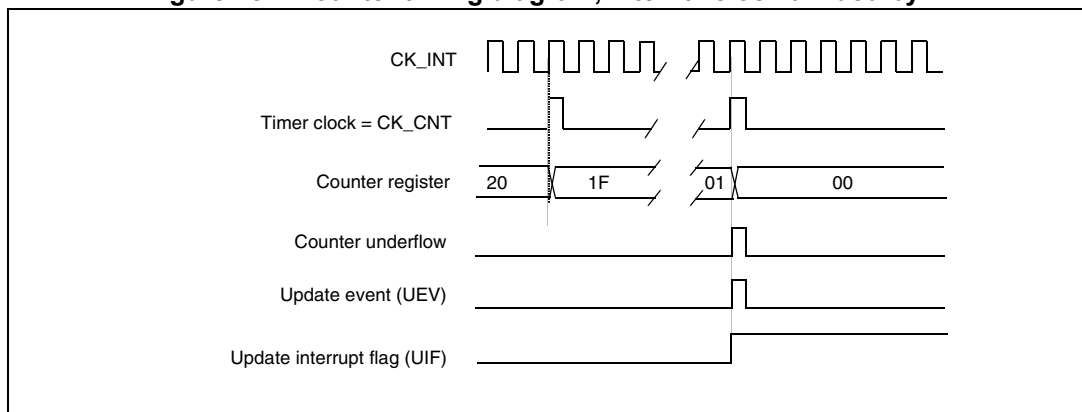 CK_INT
Timer clock = CK_CNT
Counter register 20 1F 01 00
Counter underflow
Update event (UEV)
Update interrupt flag (UIF)